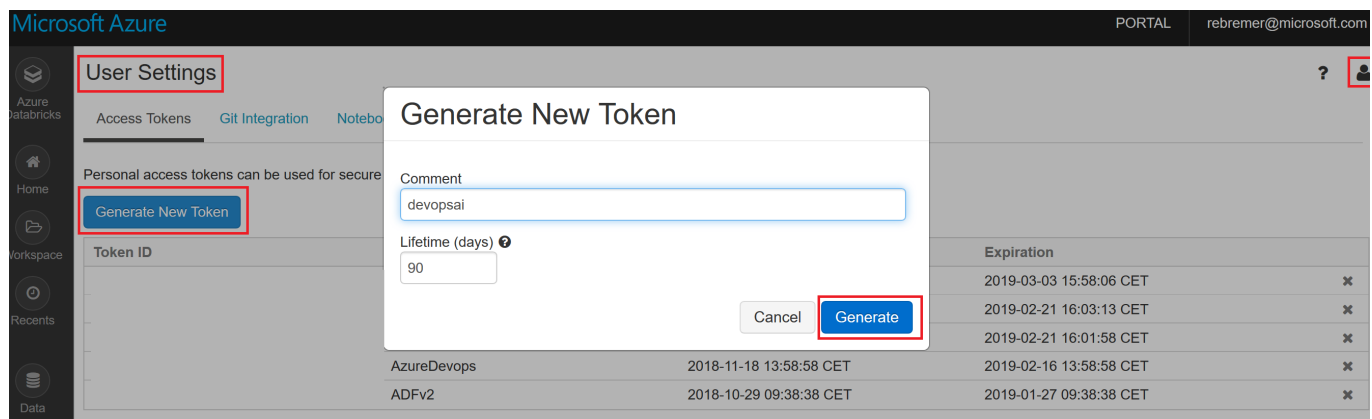 Microsoft Azure PORTAL rebremer@microsoft.com
User Settings ?
Azure
Databricks
Access Tokens Git Integration Notebo
Generate New Token
Personal access tokens can be used for secure
Comment
devopsai
Generate New Token
Home
Lifetime (days) ?
90
Token ID Expiration
Workspace
2019-03-03 15:58:06 CET
Cancel Generate
2019-02-21 16:03:13 CET
Recents
2019-02-21 16:01:58 CET
AzureDevops 2018-11-18 13:58:58 CET 2019-02-16 13:58:58 CET
ADFv2 2018-10-29 09:38:38 CET 2019-01-27 09:38:38 CET
Data